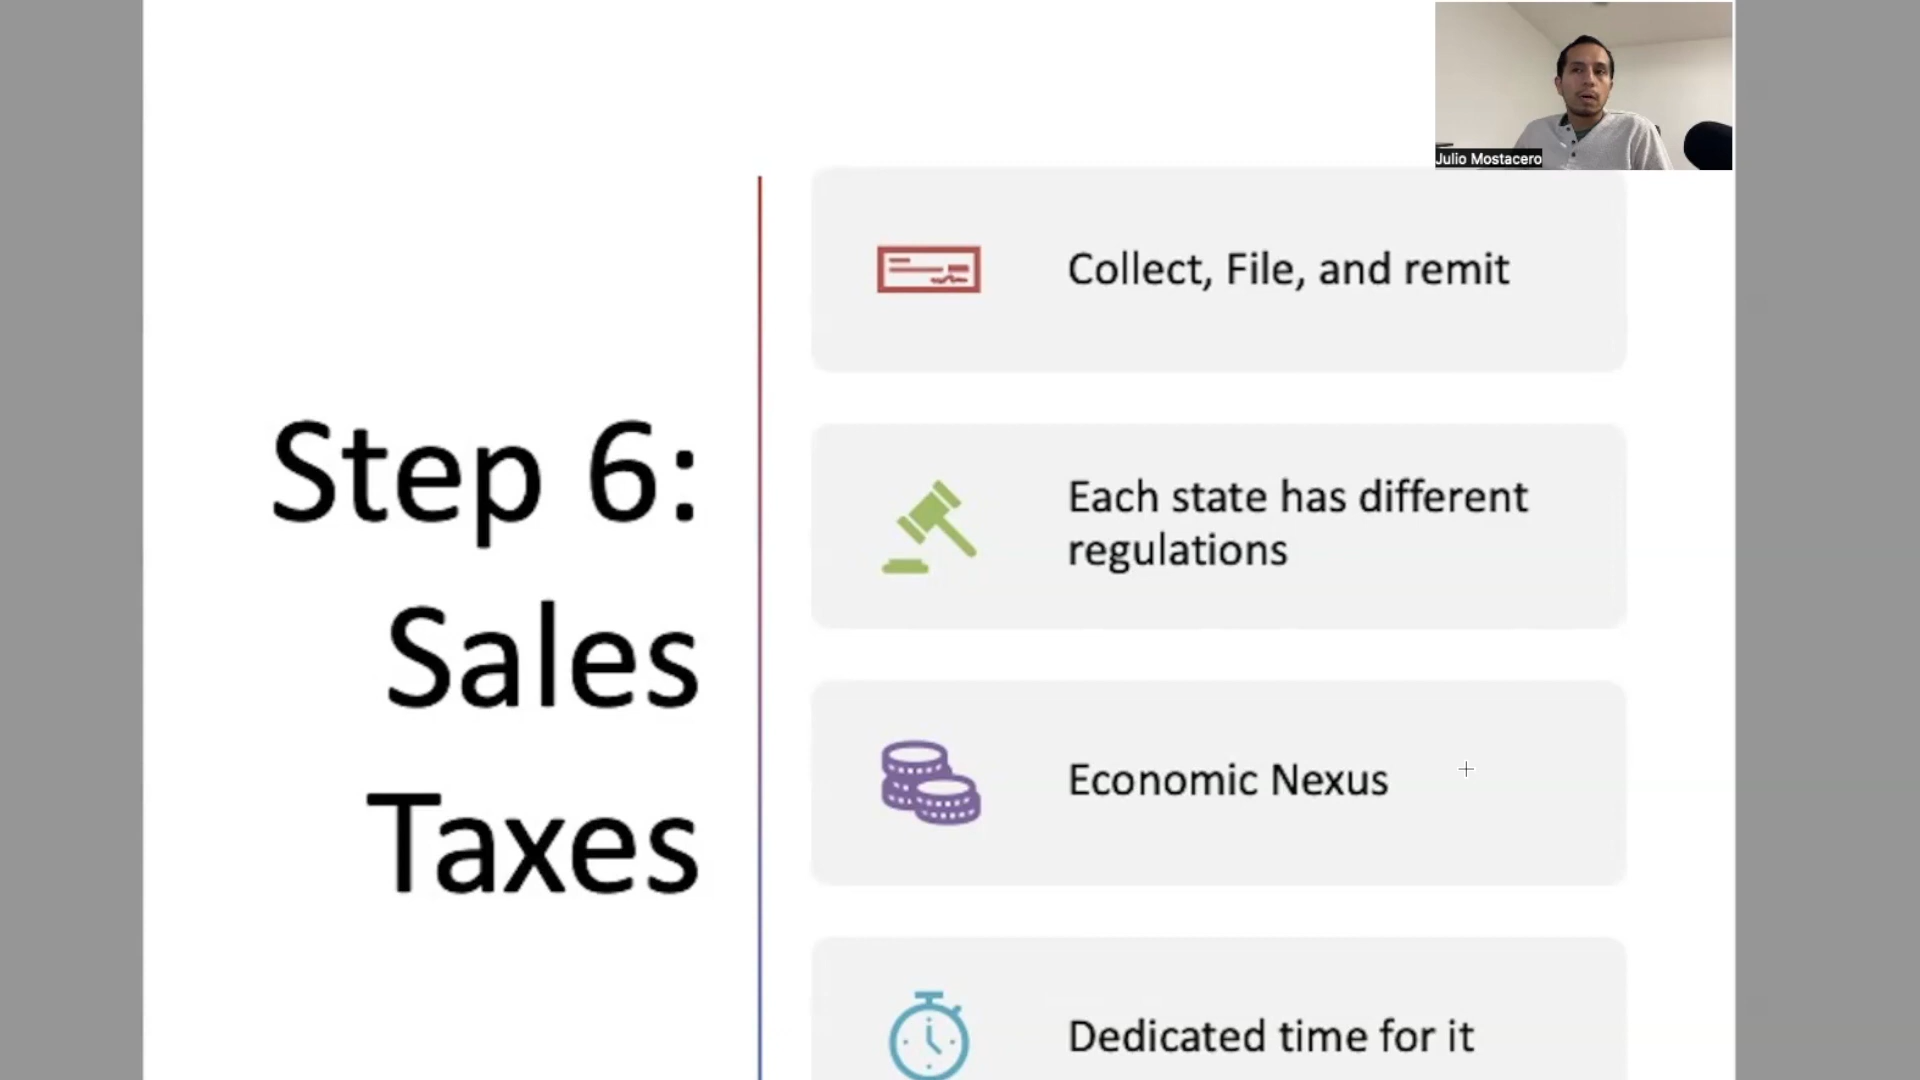 Julio Mostacero
Step 6:
Sales
Taxes
Collect, File, and remit
Each state has different
regulations
Economic Nexus
Dedicated time for it